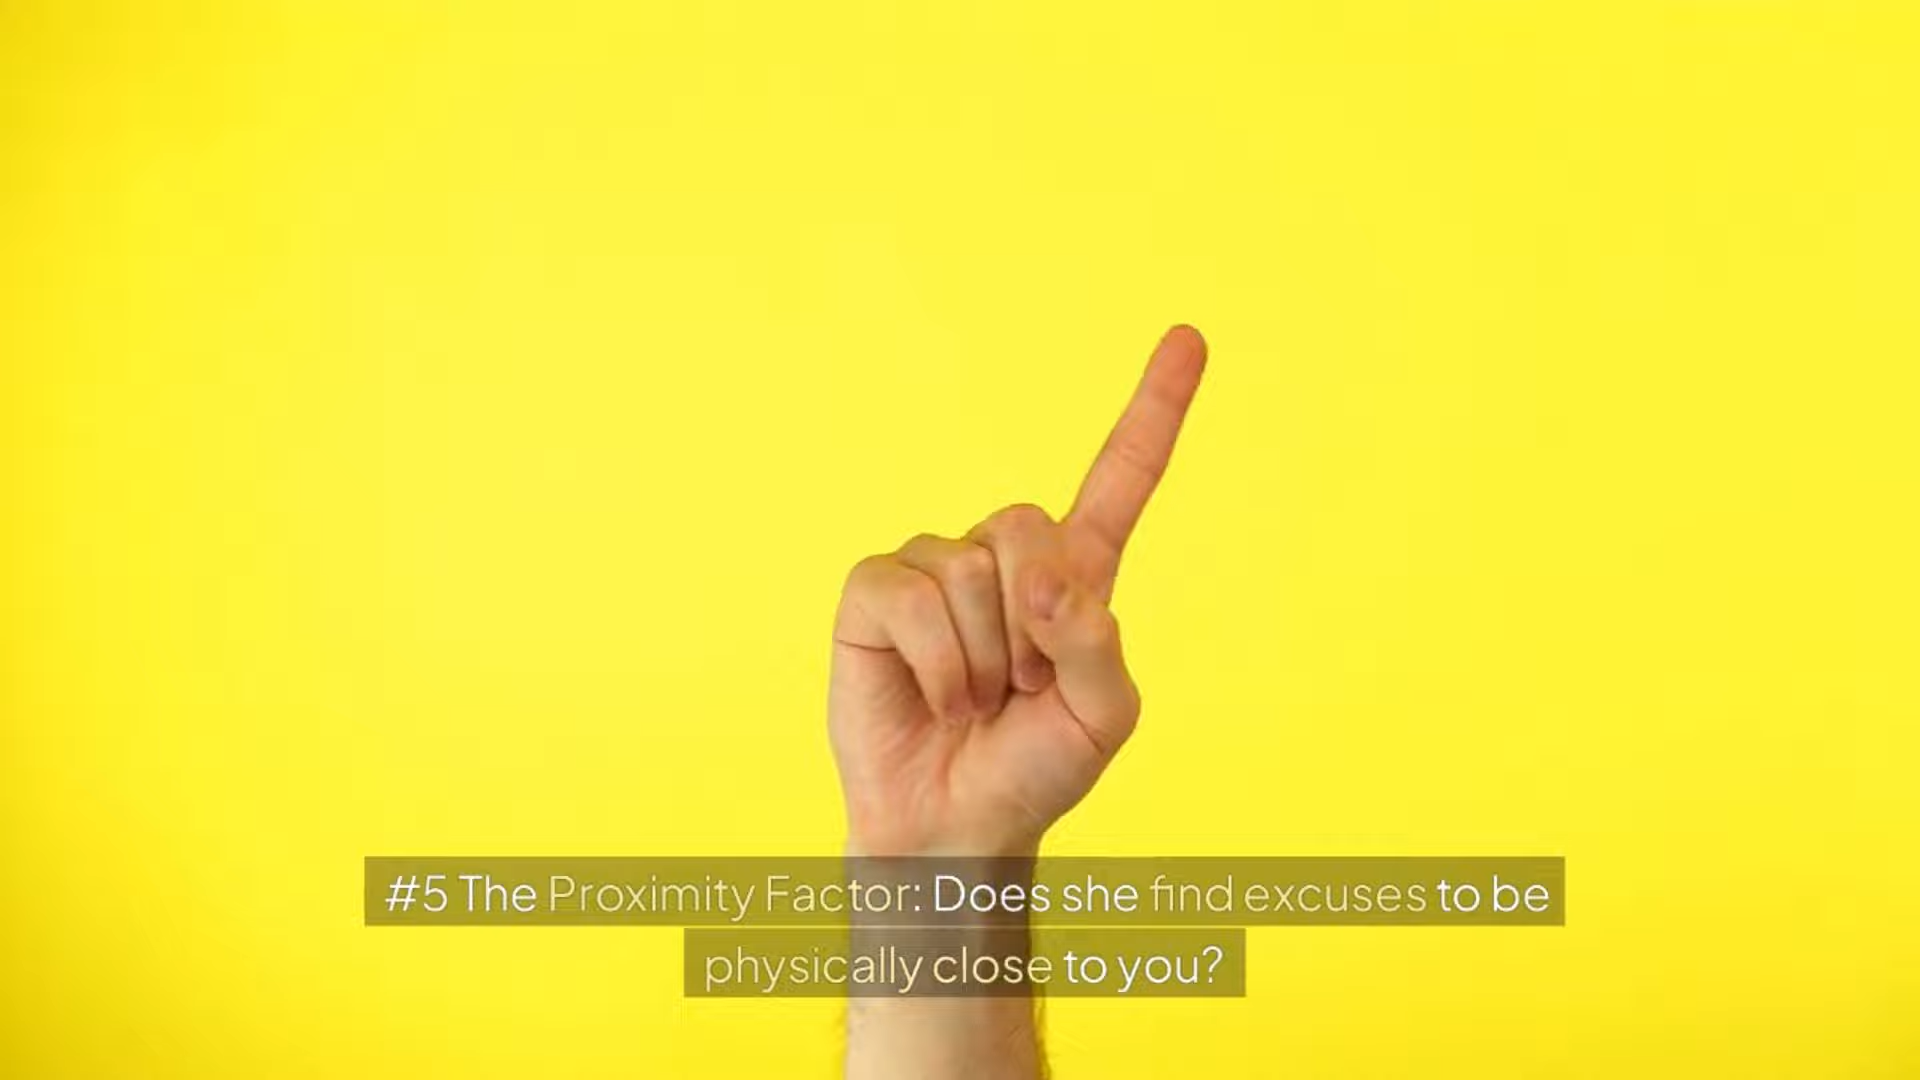 #5 The Proximity Factor: Does she find excuses to be
physically close to you?